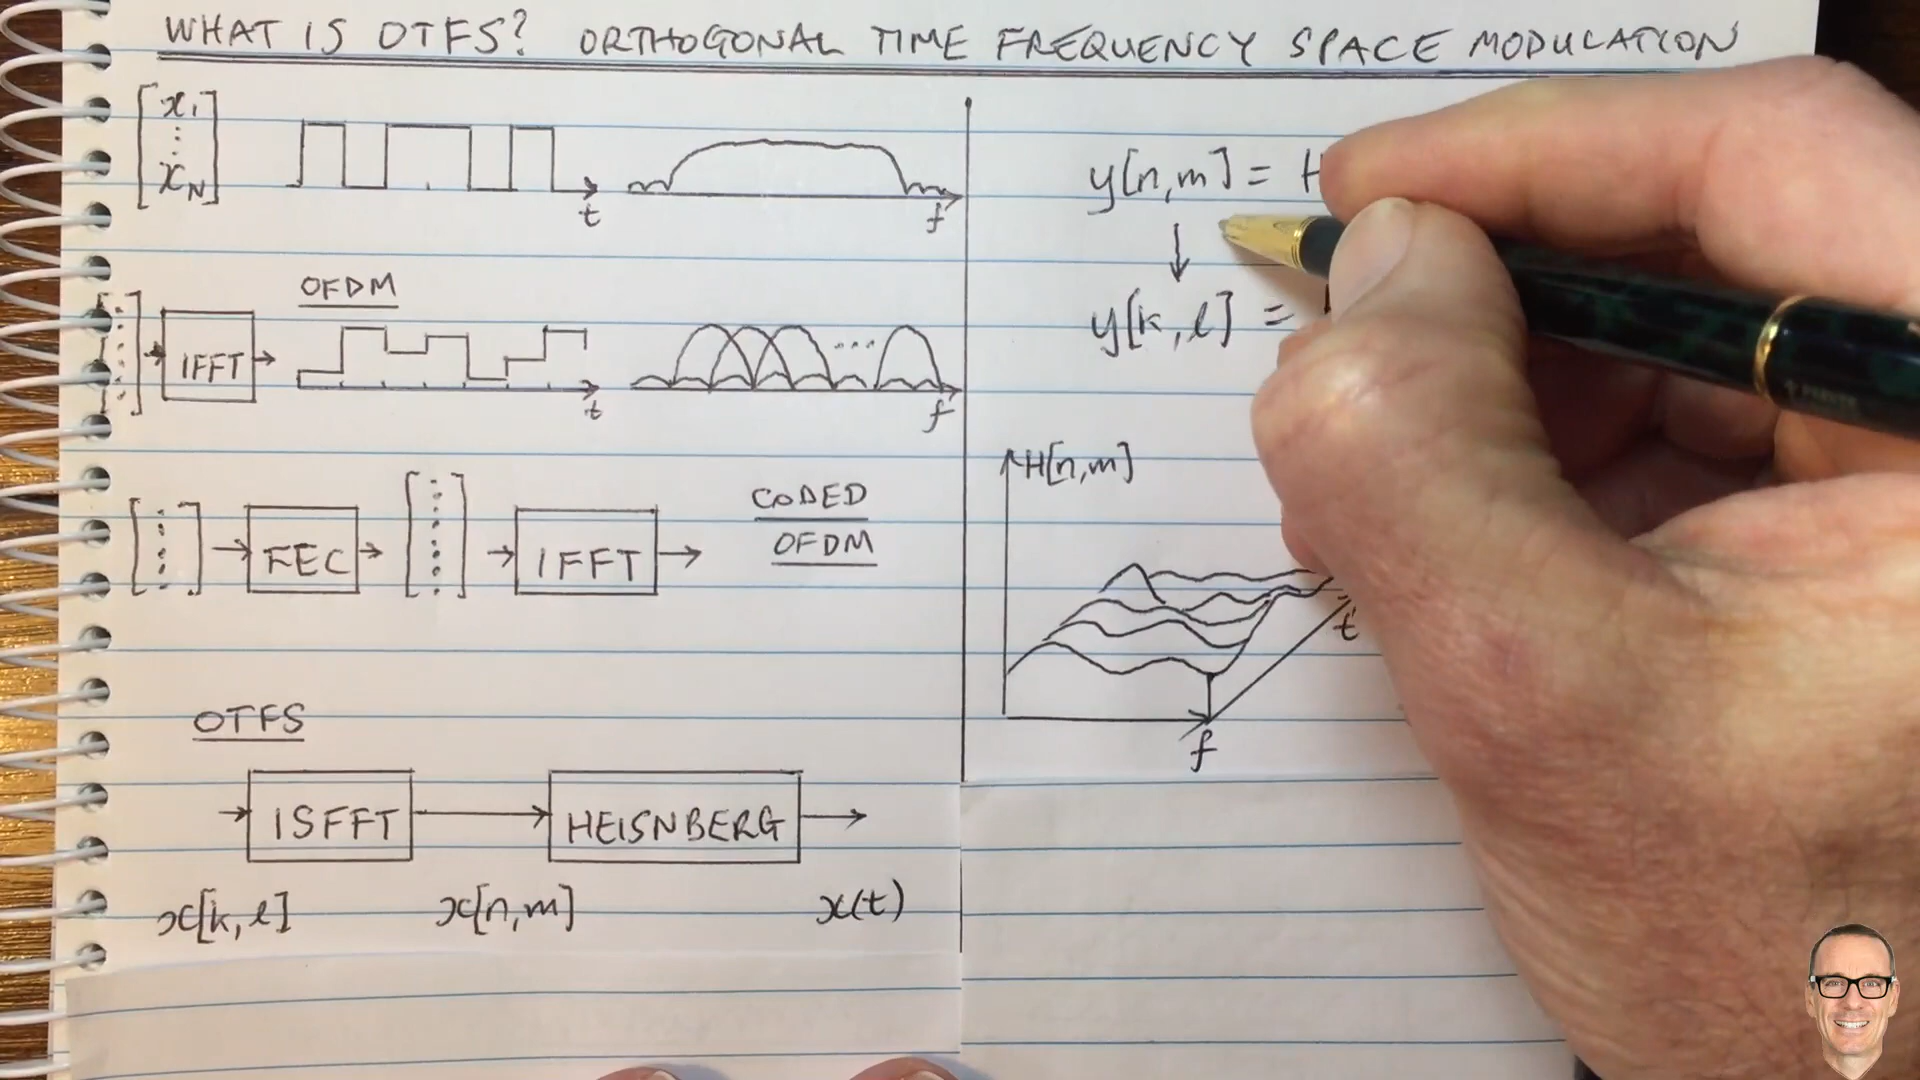 WHAT IS OTFS? ORTHOGONAL TIME FREQUENCY SPACE MODULATION
x1
⋮
xN
t
f
OFDM
IFFT
t
f
FEC
IFFT
CODED
OFDM
OTFS
ISFFT
HEISNBERG
x[k,l]
x[n,m]
x(t)
y[n,m] = H
y[k,l] =
H[n,m]
t
f